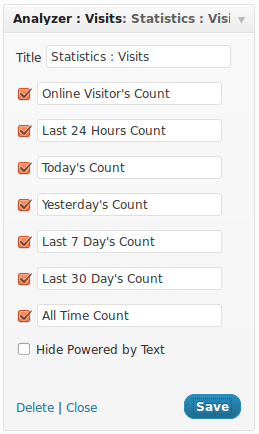 Analyzer : Visits: Statistics : Visi
Title Statistics : Visits
Online Visitor's Count
Last 24 Hours Count
Today's Count
Yesterday's Count
Last 7 Day's Count
Last 30 Day's Count
All Time Count
Hide Powered by Text
Delete | Close Save